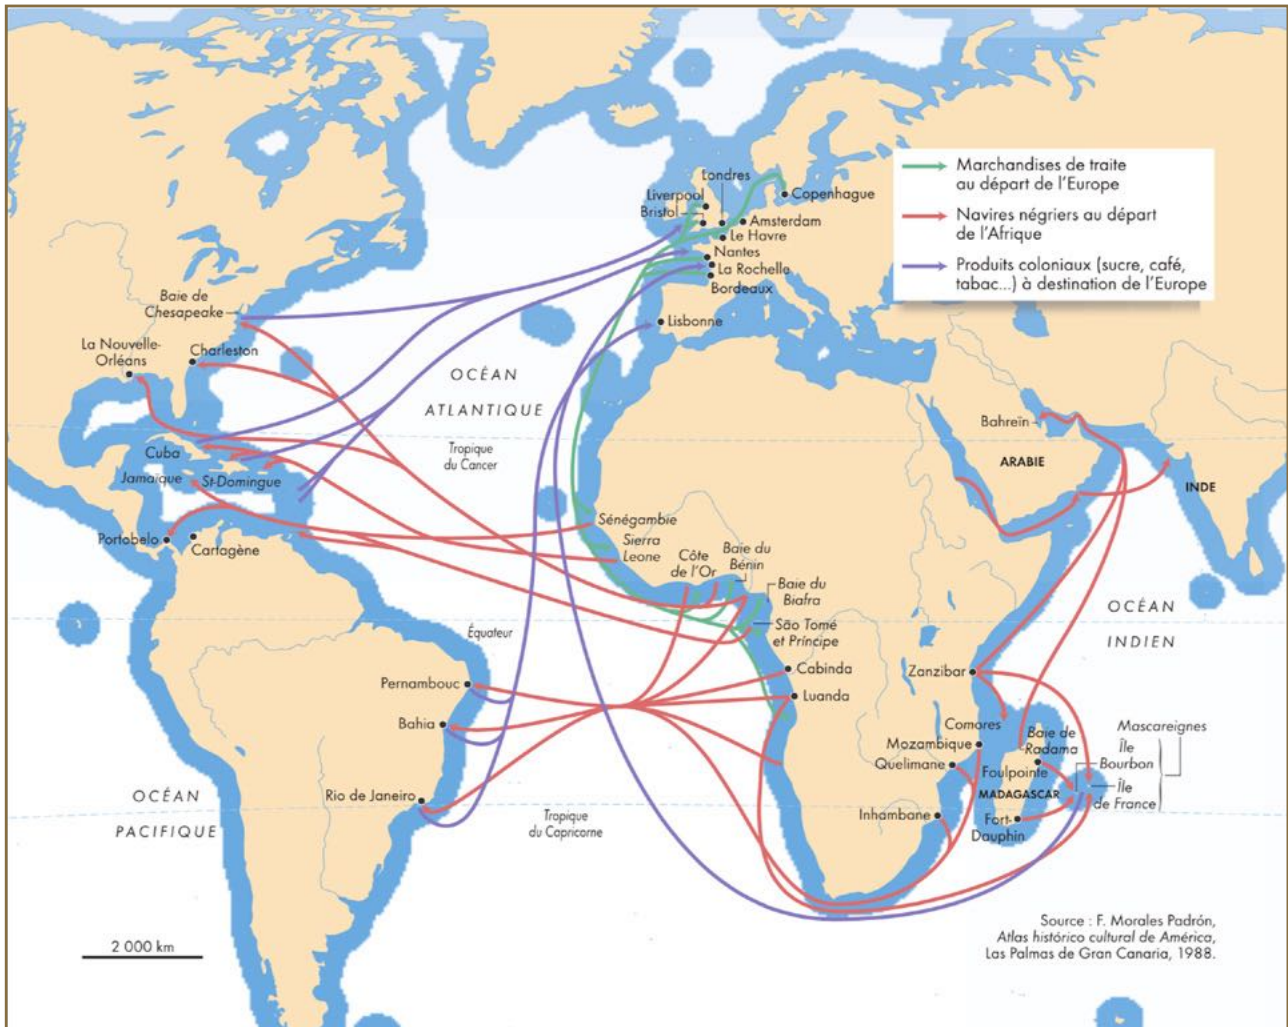 Marchandises de traite
au départ de l'Europe
Navires négriers au départ
de l'Afrique
Produits coloniaux (sucre, café,
tabac...) à destination de l'Europe
Londres
Liverpool
Bristol
Copenhague
Amsterdam
Le Havre
Nantes
La Rochelle
Bordeaux
Lisbonne
Baie de
Chesapeake
La Nouvelle-
Orléans
Charleston
OCÉAN
ATLANTIQUE
Tropique
du Cancer
Cuba
Jamaïque
St-Domingue
Portobelo
Cartagène
Bahreïn
ARABIE
INDE
Sénégambie
Sierra
Leone
Côte
de l'Or
Baie du
Bénin
Baie du
Biafra
São Tomé
et Príncipe
OCÉAN
INDIEN
Équateur
Pernambouc
Bahia
Rio de Janeiro
Cabinda
Luanda
Zanzibar
Comores
Mozambique
Quelimane
Baie de
Radama
Foulpointe
MADAGASCAR
Inhambane
Fort-
Dauphin
Mascareignes
Île
Bourbon
Île
de France
OCÉAN
PACIFIQUE
Tropique
du Capricorne
2 000 km
Source : F. Morales Padrón,
Atlas histórico cultural de América,
Las Palmas de Gran Canaria, 1988.